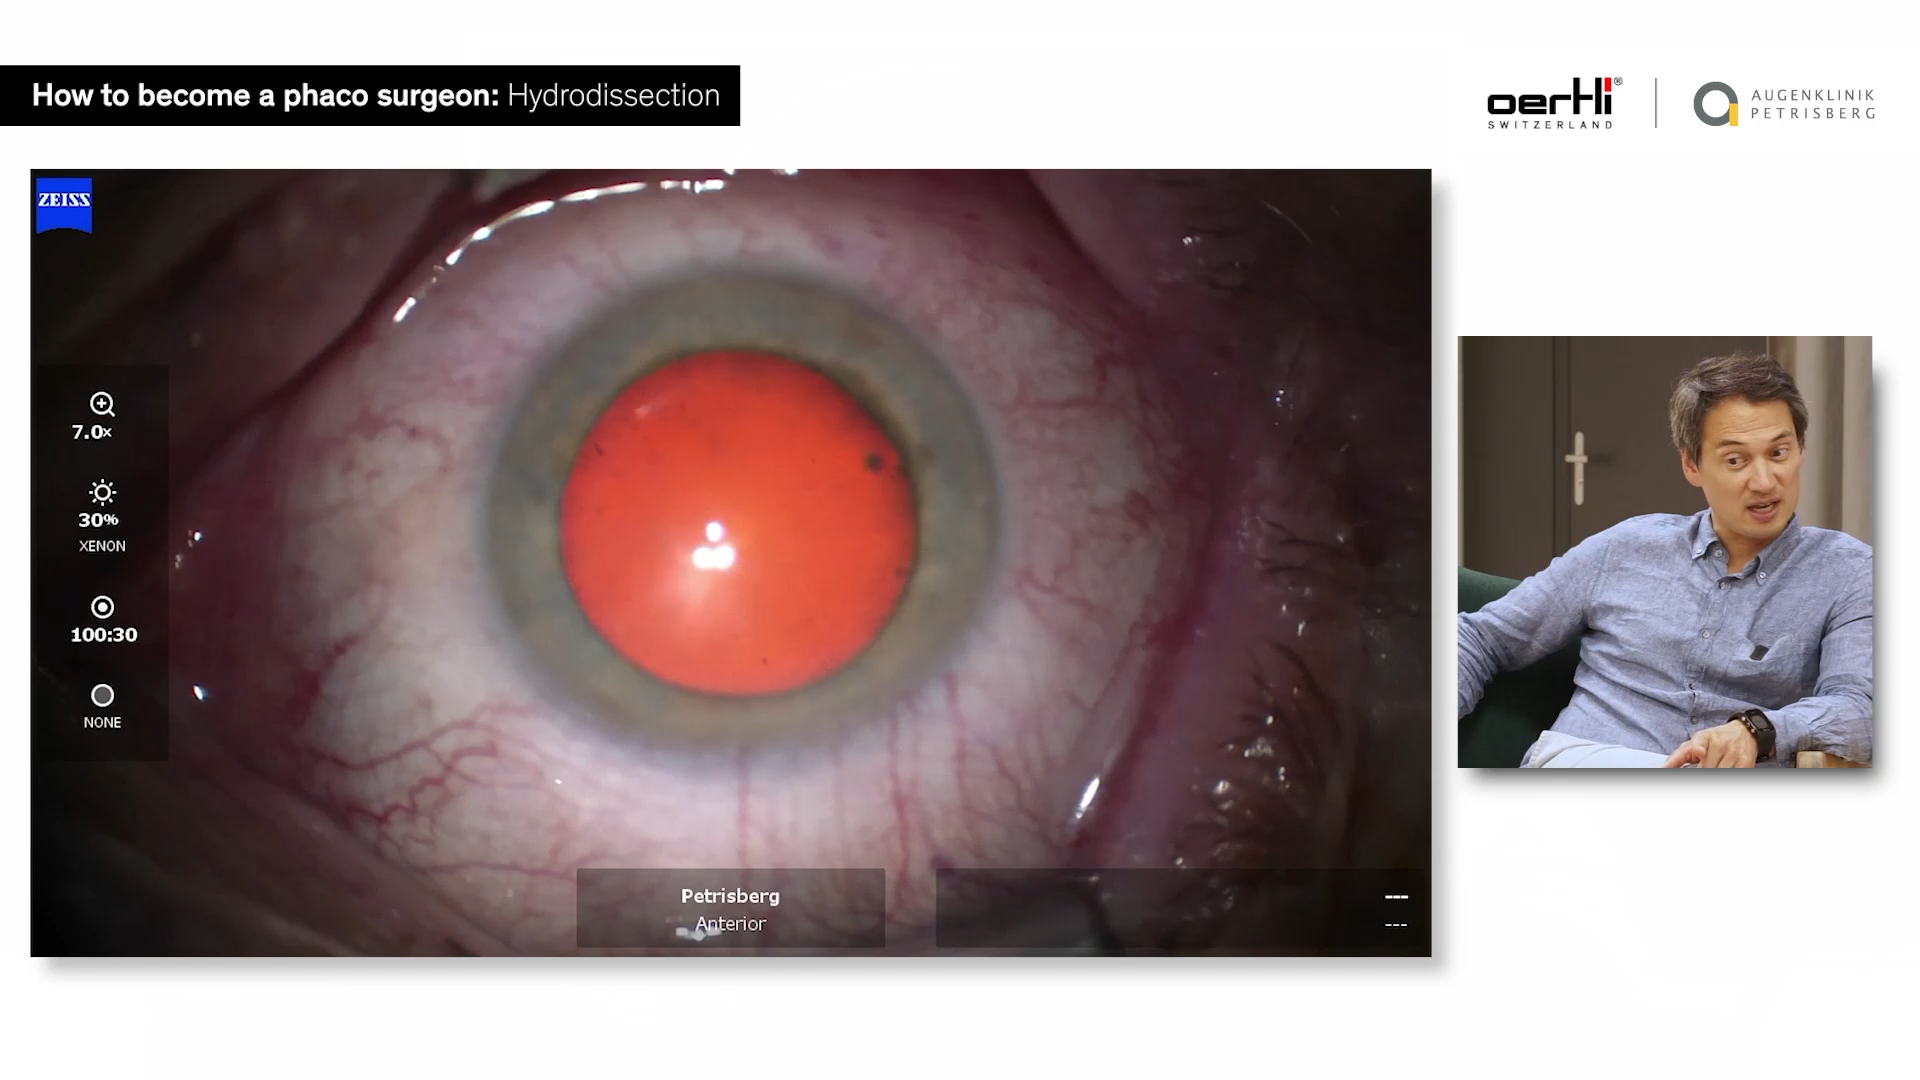 How to become a phaco surgeon: Hydrodissection
oertli®
SWITZERLAND
AUGENKLINIK
PETRISBERG
ZEISS
7.0x
30%
XENON
100:30
NONE
Petrisberg
Anterior
---
---